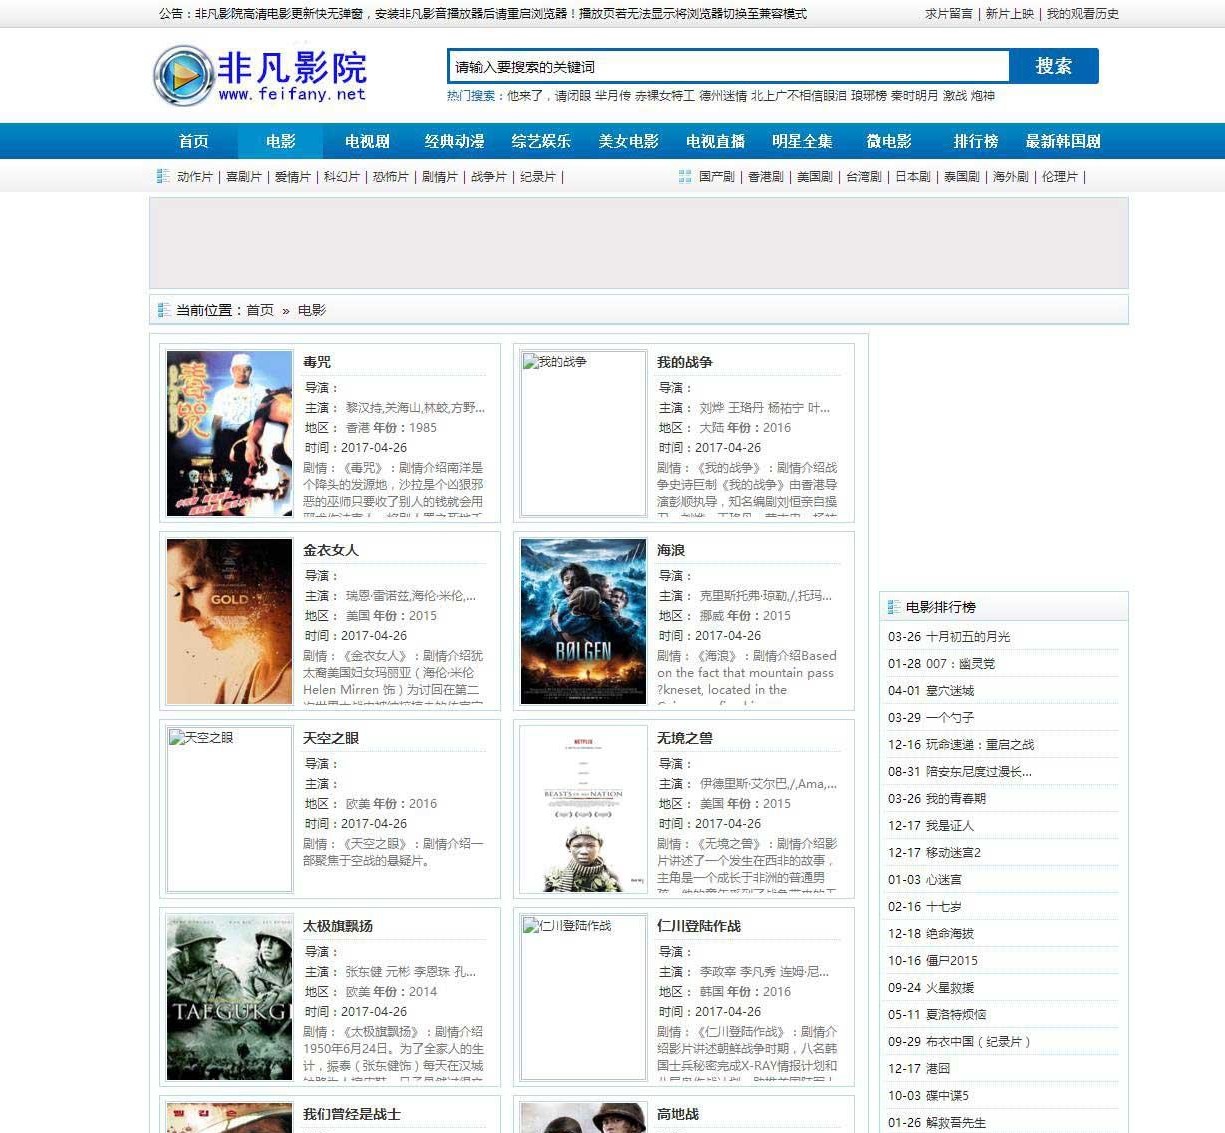 公告：非凡影院高清电影更新快无弹窗，安装非凡影音播放器后请重启浏览器！播放页若无法显示将浏览器切换至兼容模式
求片留言 | 新片上映 | 我的观看历史
非凡影院
www.feifany.net
请输入要搜索的关键词
搜索
热门搜索：他来了，请闭眼 芈月传 赤裸女特工 德州迷情 北上广不相信眼泪 琅琊榜 秦时明月 激战 炮神
首页 电影 电视剧 经典动漫 综艺娱乐 美女电影 电视直播 明星全集 微电影 排行榜 最新韩国剧
动作片 | 喜剧片 | 爱情片 | 科幻片 | 恐怖片 | 剧情片 | 战争片 | 纪录片 |
国产剧 | 香港剧 | 美国剧 | 台湾剧 | 日本剧 | 泰国剧 | 海外剧 | 伦理片 |
当前位置：首页 » 电影
毒咒
毒咒
导演：
主演： 黎汉持,关海山,林蛟,方野...
地区： 香港 年份：1985
时间：2017-04-26
剧情：《毒咒》：剧情介绍南洋是
个降头的发源地，沙拉是个凶狠邪
恶的巫师只要收了别人的钱就会用
我的战争
我的战争
导演：
主演： 刘烨 王珞丹 杨祐宁 叶...
地区： 大陆 年份：2016
时间：2017-04-26
剧情：《我的战争》：剧情介绍战
争史诗巨制《我的战争》由香港导
演彭顺执导，知名编剧刘恒亲自操
GOLD
金衣女人
导演：
主演： 瑞恩·雷诺兹,海伦·米伦,...
地区： 美国 年份：2015
时间：2017-04-26
剧情：《金衣女人》：剧情介绍犹
太裔美国妇女玛丽亚（海伦·米伦
Helen Mirren 饰）为讨回在第二
BØLGEN
海浪
导演：
主演： 克里斯托弗·琼勒,/,托玛...
地区： 挪威 年份：2015
时间：2017-04-26
剧情：《海浪》：剧情介绍Based
on the fact that mountain pass
?kneset, located in the
天空之眼
天空之眼
导演：
主演：
地区： 欧美 年份：2016
时间：2017-04-26
剧情：《天空之眼》：剧情介绍一
部聚焦于空战的悬疑片。
NETFLIX
BEASTS OF NO NATION
无境之兽
导演：
主演： 伊德里斯·艾尔巴,/,Ama,...
地区： 美国 年份：2015
时间：2017-04-26
剧情：《无境之兽》：剧情介绍影
片讲述了一个发生在西非的故事，
主角是一个成长于非洲的普通男
TAEGUKGI
太极旗飘扬
导演：
主演： 张东健 元彬 李恩珠 孔...
地区： 欧美 年份：2014
时间：2017-04-26
剧情：《太极旗飘扬》：剧情介绍
1950年6月24日。为了全家人的生
计，振泰（张东健饰）每天在汉城
仁川登陆作战
仁川登陆作战
导演：
主演： 李政宰 李凡秀 连姆·尼...
地区： 韩国 年份：2016
时间：2017-04-26
剧情：《仁川登陆作战》：剧情介
绍影片讲述朝鲜战争时期，八名韩
国士兵秘密完成X-RAY情报计划和
我们曾经是战士
高地战
电影排行榜
03-26 十月初五的月光
01-28 007：幽灵党
04-01 墓穴迷城
03-29 一个勺子
12-16 玩命速递：重启之战
08-31 陪安东尼度过漫长...
03-26 我的青春期
12-17 我是证人
12-17 移动迷宫2
01-03 心迷宫
02-16 十七岁
12-18 绝命海拔
10-16 僵尸2015
09-24 火星救援
05-11 夏洛特烦恼
09-29 布衣中国（纪录片）
12-17 港囧
10-03 碟中谍5
01-26 解救吾先生